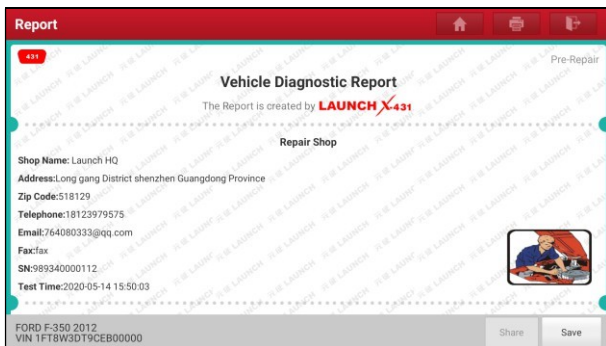 Report
431
Pre-Repair
Vehicle Diagnostic Report
The Report is created by LAUNCH X-431
Repair Shop
Shop Name: Launch HQ
Address:Long gang District shenzhen Guangdong Province
Zip Code:518129
Telephone:18123979575
Email:764080333@qq.com
Fax:fax
SN:989340000112
Test Time:2020-05-14 15:50:03
FORD F-350 2012
VIN 1FT8W3DT9CEB00000
Share
Save